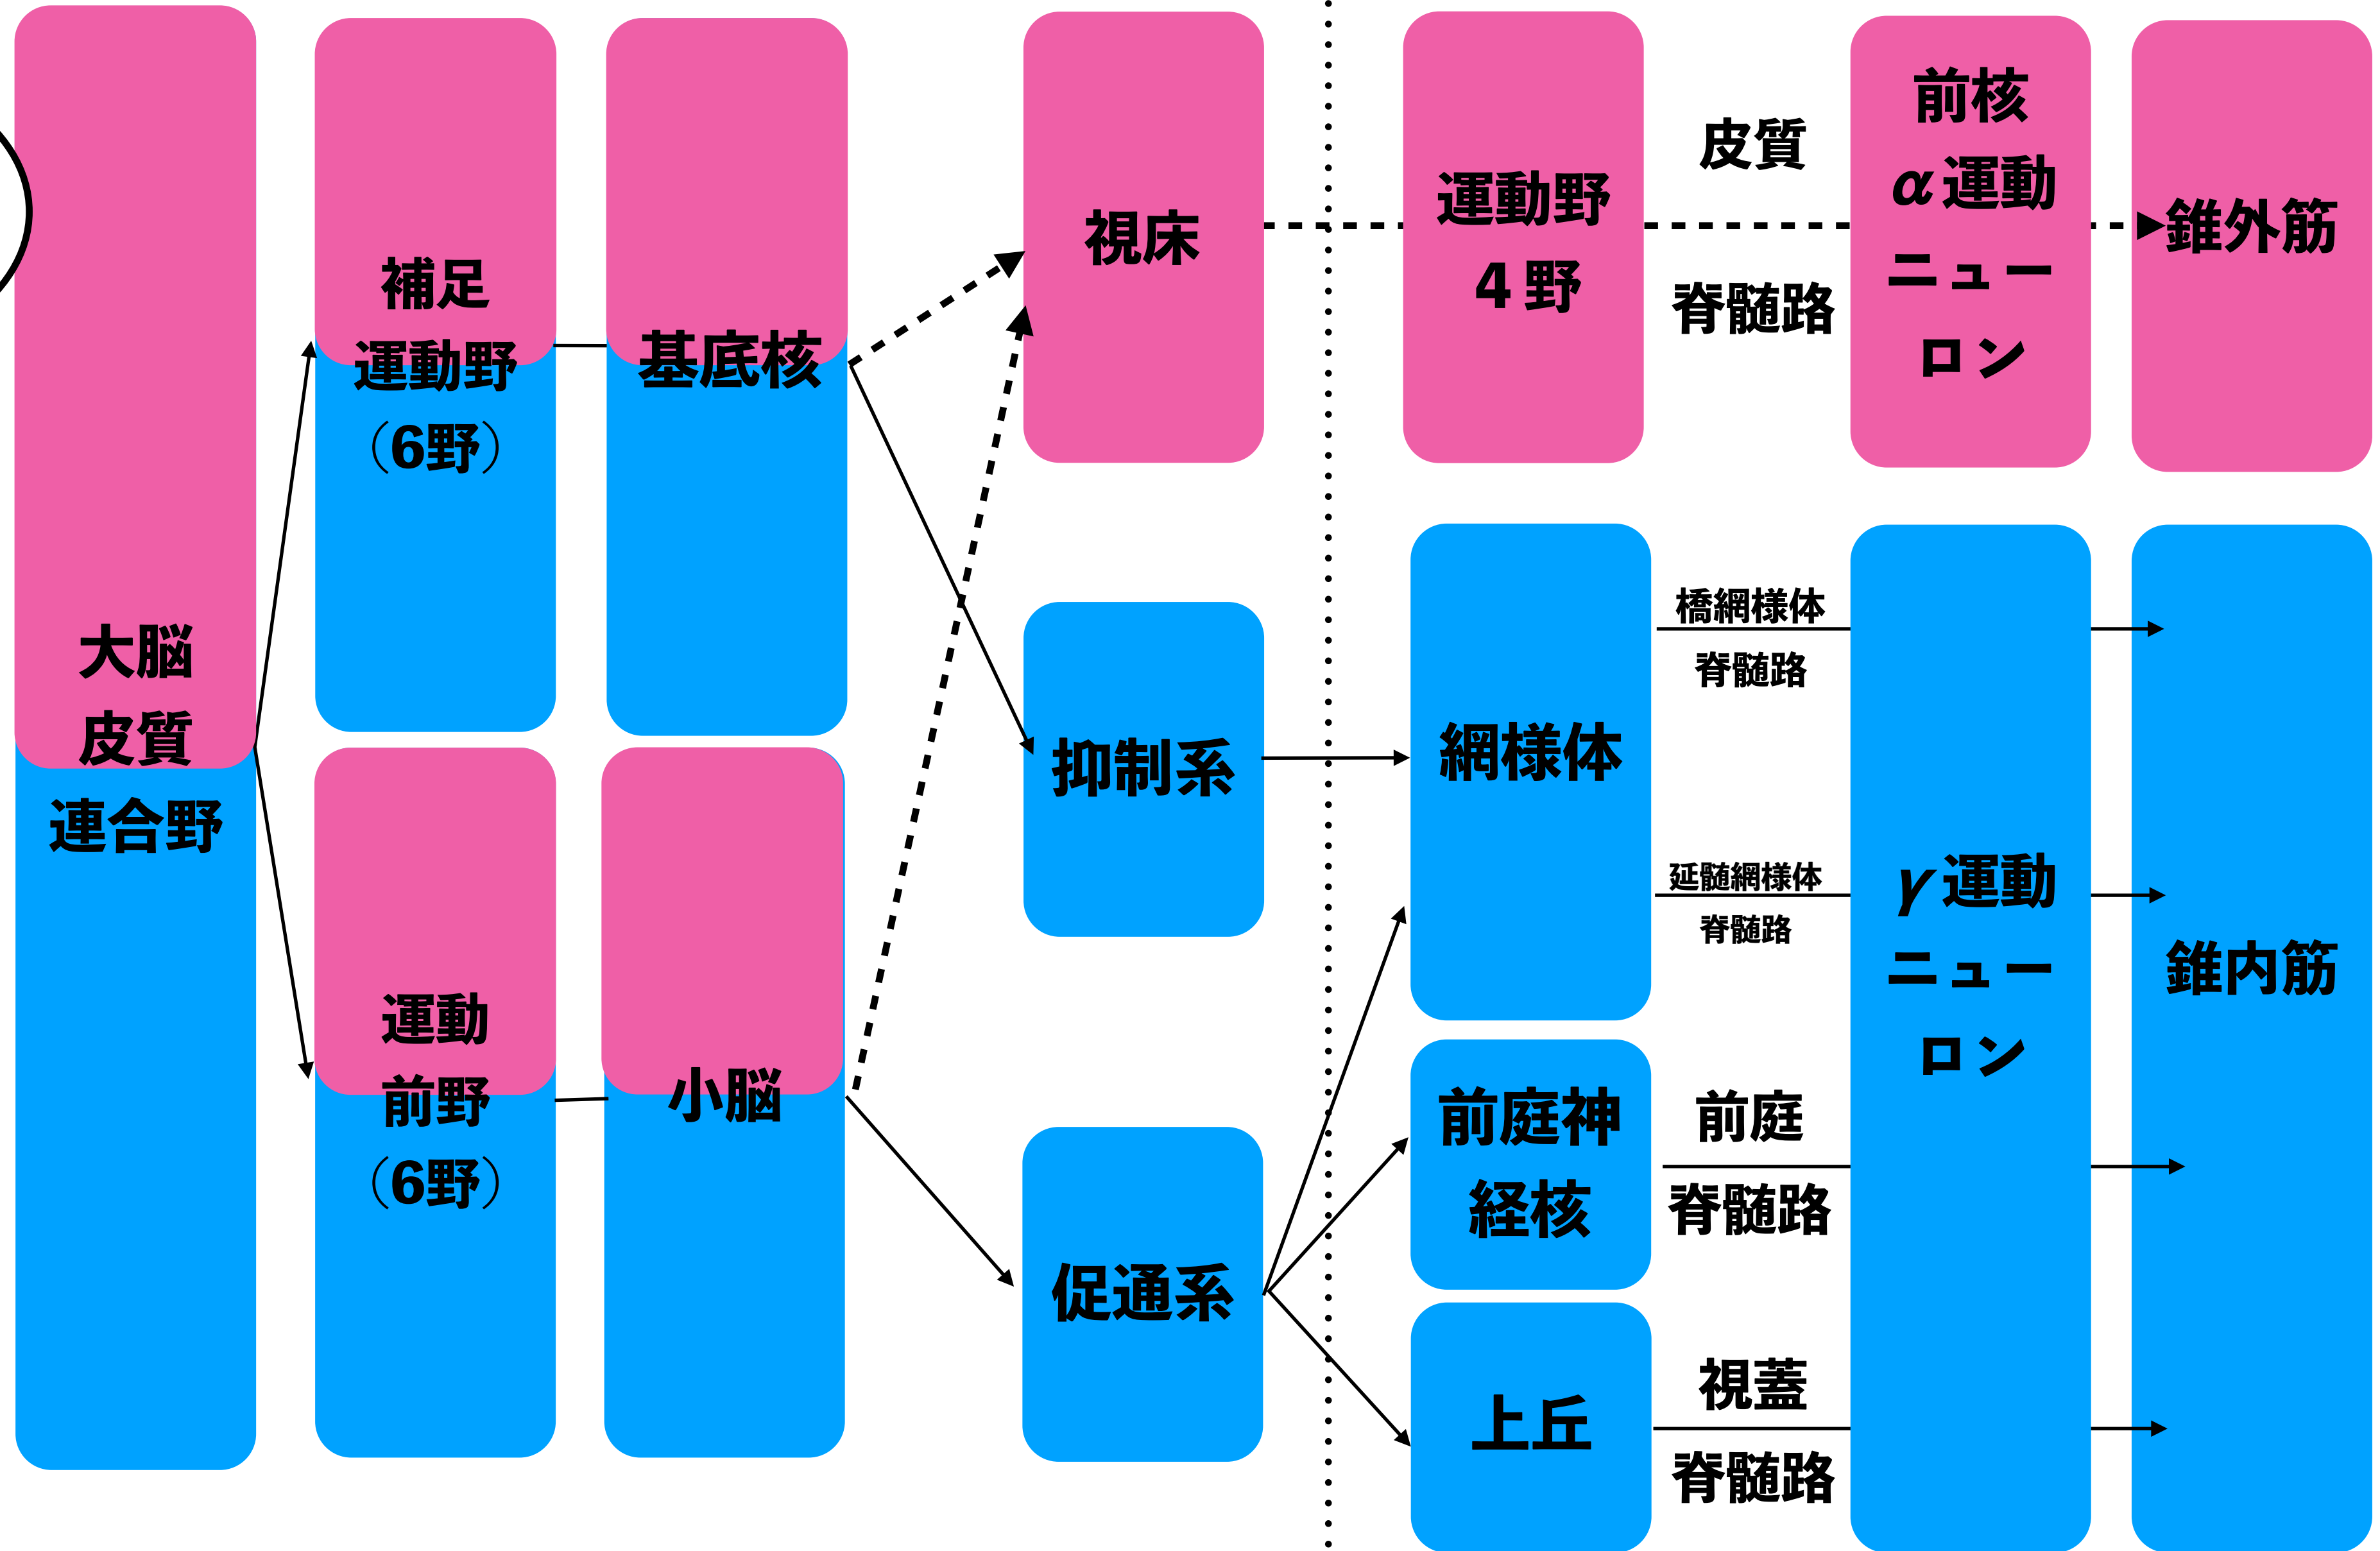 大脳
皮質
連合野
補足
運動野
（6野）
基底核
運動
前野
（6野）
小脳
視床
抑制系
促通系
運動野
4 野
皮質
脊髄路
前核
α運動
ニュー
ロン
錐外筋
網様体
橋網様体
脊髄路
延髄網様体
脊髄路
前庭神
経核
前庭
脊髄路
上丘
視蓋
脊髄路
γ運動
ニュー
ロン
錐内筋